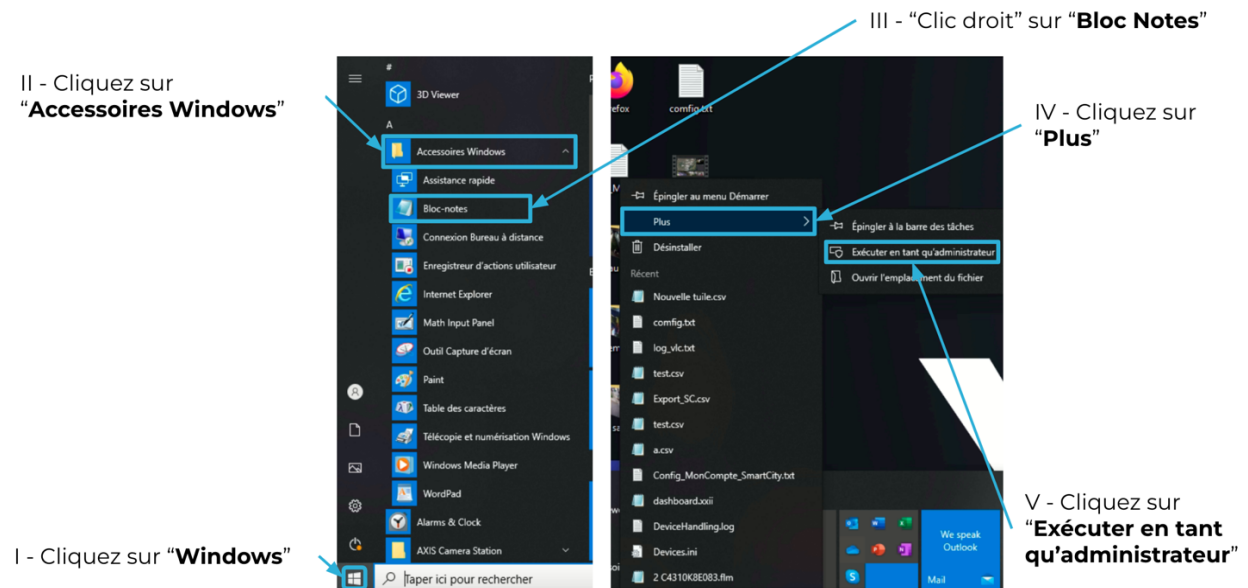 III - “Clic droit” sur “Bloc Notes”
II - Cliquez sur
“Accessoires Windows”
IV - Cliquez sur
“Plus”
#
3D Viewer
A
Accessoires Windows
Assistance rapide
Bloc-notes
Connexion Bureau à distance
Enregistreur d'actions utilisateur
Internet Explorer
Math Input Panel
Outil Capture d'écran
Paint
Table des caractères
Télécopie et numérisation Windows
Windows Media Player
WordPad
Alarms & Clock
AXIS Camera Station
Taper ici pour rechercher
I - Cliquez sur “Windows”
efox
comfig.txt
Épingler au menu Démarrer
Plus
Désinstaller
Récent
Nouvelle tuile.csv
comfig.txt
log_vlc.txt
test.csv
Export_SC.csv
test.csv
a.csv
Config_MonCompte_SmartCity.txt
dashboard.xxii
DeviceHandling.log
Devices.ini
2 C4310K8E083.flm
Épingler à la barre des tâches
Exécuter en tant qu'administrateur
Ouvrir l'emplacement du fichier
We speak
Outlook
Mail
V - Cliquez sur
“Exécuter en tant
qu’administrateur”